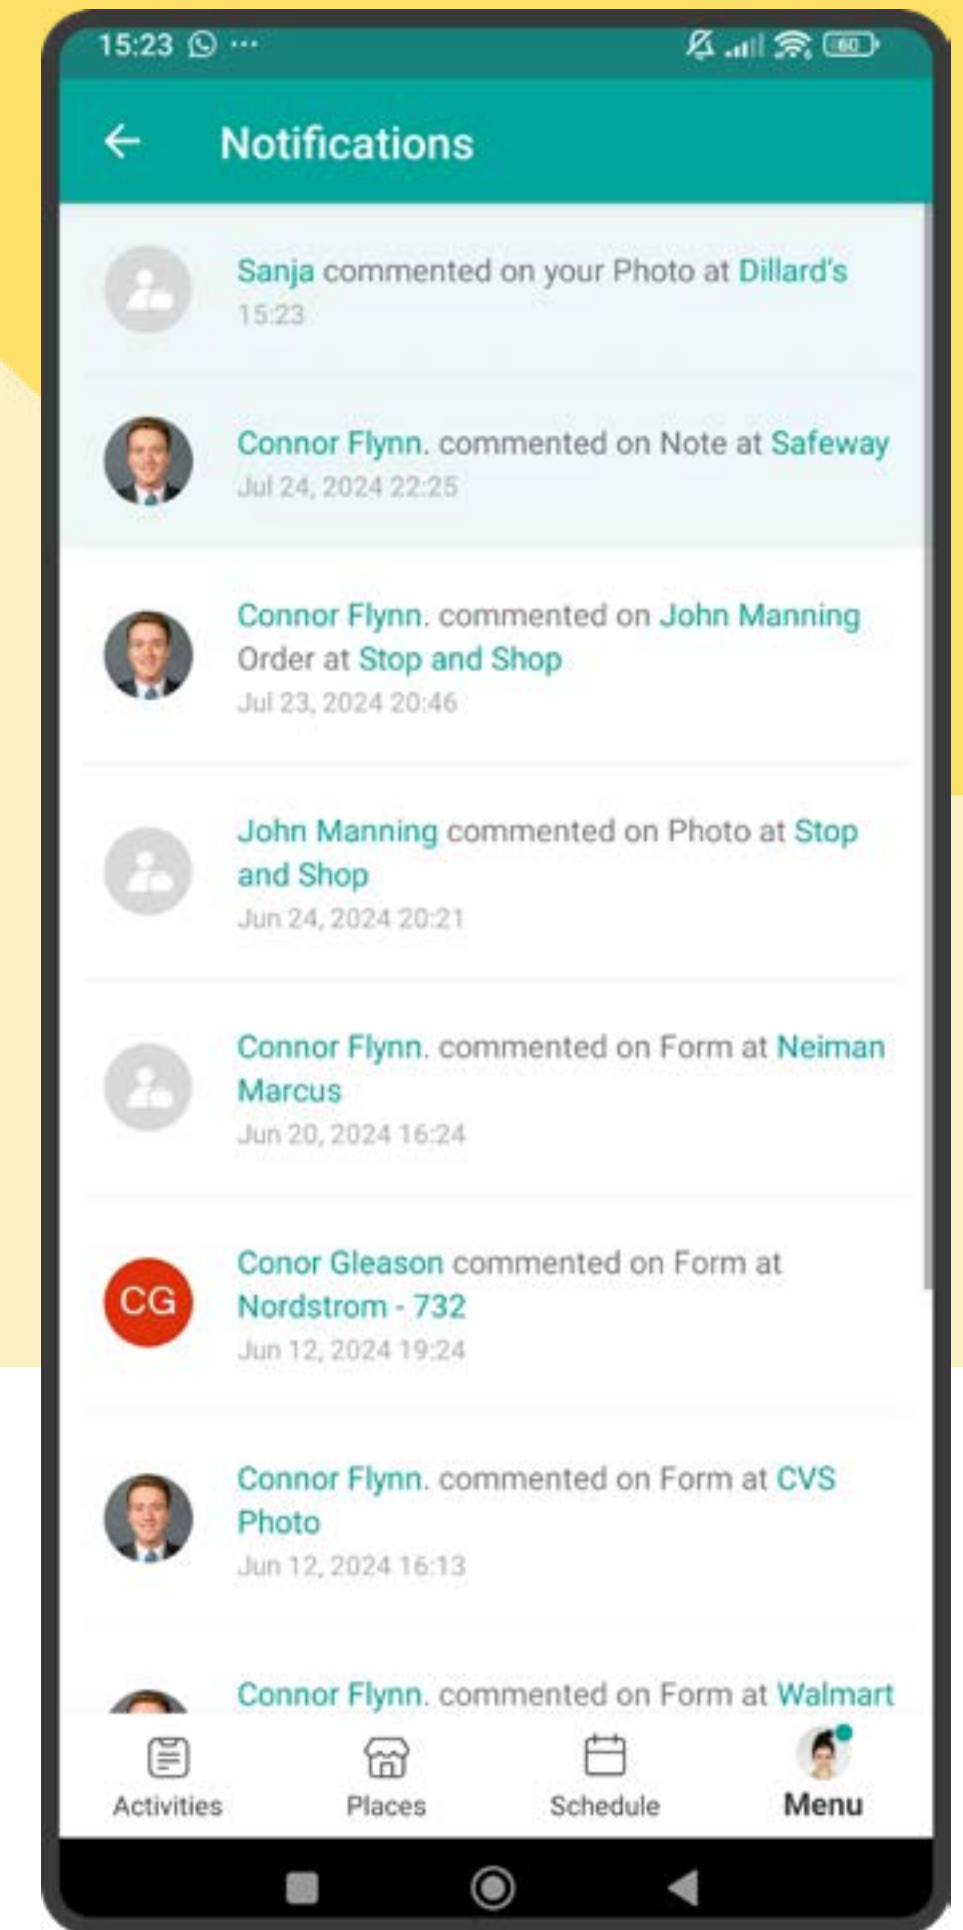 15:23 ...
60
Notifications
Sanja commented on your Photo at Dillard's
15:23
Connor Flynn. commented on Note at Safeway
Jul 24, 2024 22:25
Connor Flynn. commented on John Manning
Order at Stop and Shop
Jul 23, 2024 20:46
John Manning commented on Photo at Stop
and Shop
Jun 24, 2024 20:21
Connor Flynn. commented on Form at Neiman
Marcus
Jun 20, 2024 16:24
CG
Conor Gleason commented on Form at
Nordstrom - 732
Jun 12, 2024 19:24
Connor Flynn. commented on Form at CVS
Photo
Jun 12, 2024 16:13
Connor Flynn. commented on Form at Walmart
Activities
Places
Schedule
Menu